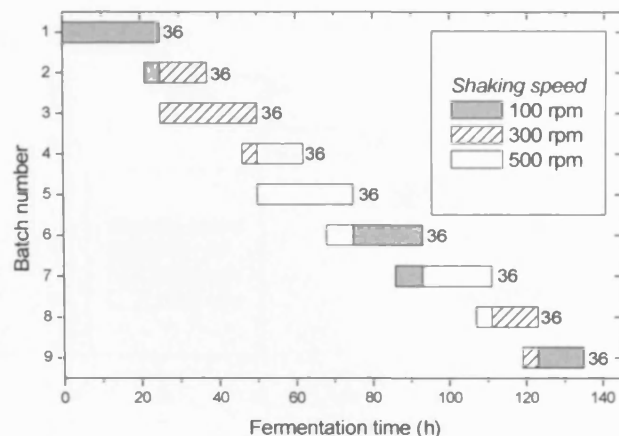 1
2
3
4
5
6
7
8
9
Batch number
36
36
36
36
36
36
36
36
36
Shaking speed
100 rpm
300 rpm
500 rpm
0 20 40 60 80 100 120 140
Fermentation time (h)